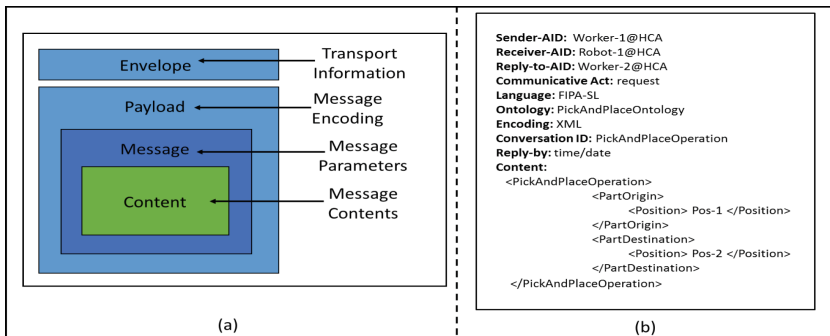 Envelope
Transport
Information
Payload
Message
Encoding
Message
Message
Parameters
Content
Message
Contents
(a)
Sender-AID: Worker-1@HCA
Receiver-AID: Robot-1@HCA
Reply-to-AID: Worker-2@HCA
Communicative Act: request
Language: FIPA-SL
Ontology: PickAndPlaceOntology
Encoding: XML
Conversation ID: PickAndPlaceOperation
Reply-by: time/date
Content:
<PickAndPlaceOperation>
<PartOrigin>
<Position> Pos-1 </Position>
</PartOrigin>
<PartDestination>
<Position> Pos-2 </Position>
</PartDestination>
</PickAndPlaceOperation>
(b)